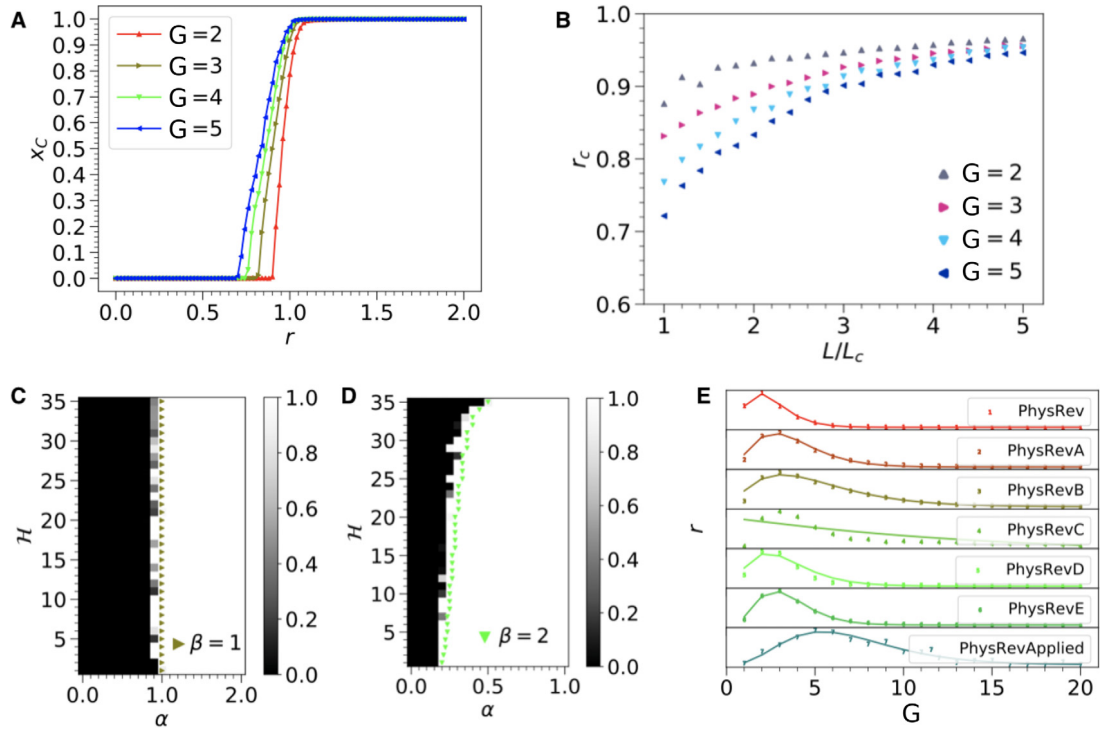 A
1.0
0.9
0.8
0.7
0.6
0.5
0.4
0.3
0.2
0.1
0.0
x_C
G = 2
G = 3
G = 4
G = 5
0.0 0.5 1.0 1.5 2.0
r
B
1.0
0.9
0.8
0.7
0.6
r_c
G = 2
G = 3
G = 4
G = 5
1 2 3 4 5
L/L_c
C
35
30
25
20
15
10
5
ℋ
β = 1
0.0 1.0 2.0
α
1.0
0.8
0.6
0.4
0.2
0.0
D
35
30
25
20
15
10
5
ℋ
β = 2
0.0 0.5 1.0
α
1.0
0.8
0.6
0.4
0.2
0.0
E
r
1 PhysRev
2 PhysRevA
3 PhysRevB
4 PhysRevC
PhysRevD
6 PhysRevE
7 PhysRevApplied
0 5 10 15 20
G